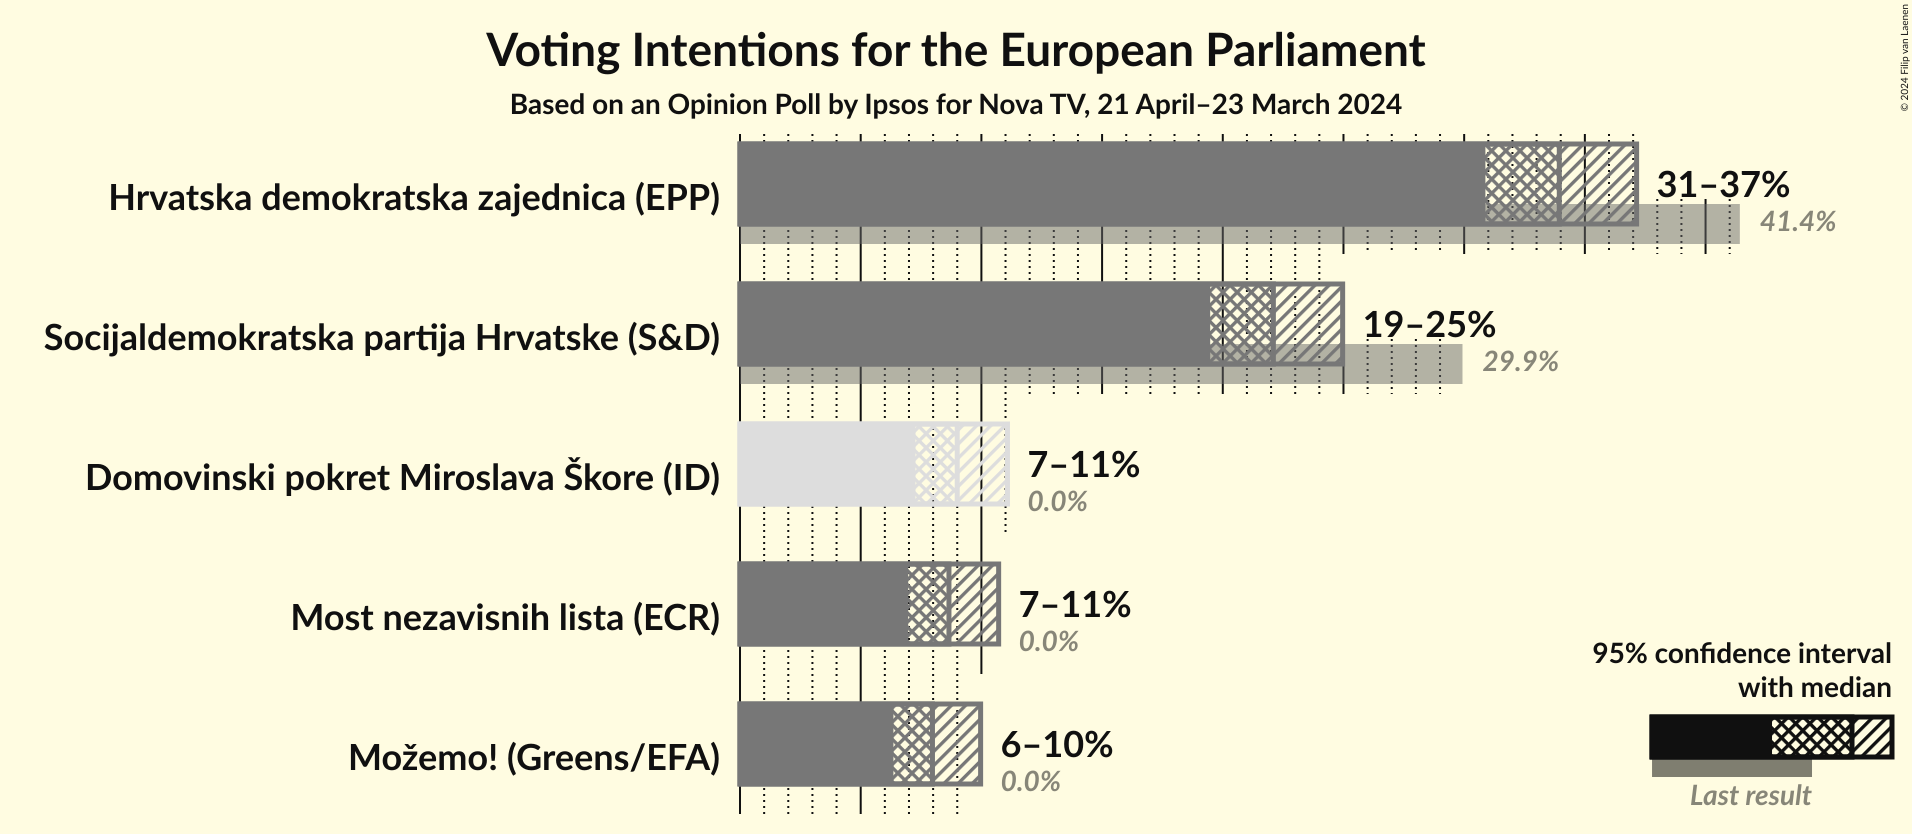 Voting Intentions for the European Parliament
Based on an Opinion Poll by Ipsos for Nova TV, 21 April–23 March 2024
© 2024 Filip van Laenen
Hrvatska demokratska zajednica (EPP)
31–37%
41.4%
Socijaldemokratska partija Hrvatske (S&D)
19–25%
29.9%
Domovinski pokret Miroslava Škore (ID)
7–11%
0.0%
Most nezavisnih lista (ECR)
7–11%
0.0%
Možemo! (Greens/EFA)
6–10%
0.0%
95% confidence interval
with median
Last result